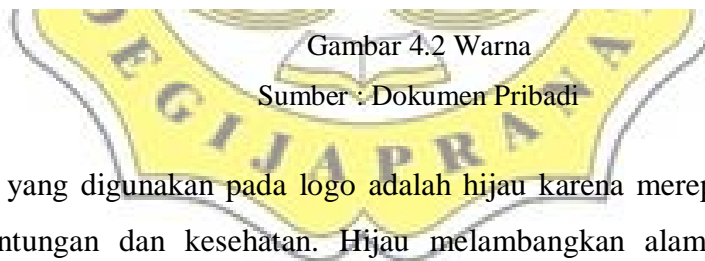 Gambar 4.2 Warna
Sumber : Dokumen Pribadi
EGIJAPRANA
yang digunakan pada logo adalah hijau karena merep
ntungan dan kesehatan. Hijau melambangkan alam